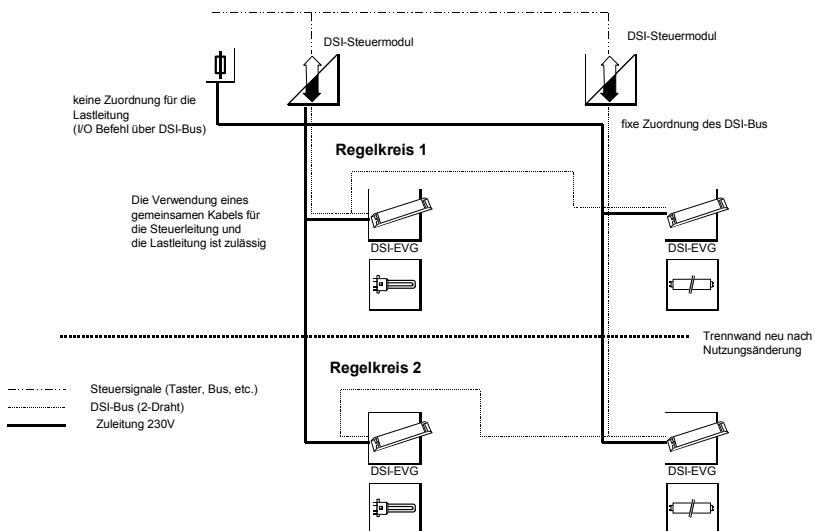 DSI-Steuermodul
DSI-Steuermodul
keine Zuordnung für die
Lastleitung
(I/O Befehl über DSI-Bus)
fixe Zuordnung des DSI-Bus
Regelkreis 1
Die Verwendung eines
gemeinsamen Kabels für
die Steuerleitung und
die Lastleitung ist zulässig
DSI-EVG
DSI-EVG
Trennwand neu nach
Nutzungsänderung
Regelkreis 2
Steuersignale (Taster, Bus, etc.)
DSI-Bus (2-Draht)
Zuleitung 230V
DSI-EVG
DSI-EVG